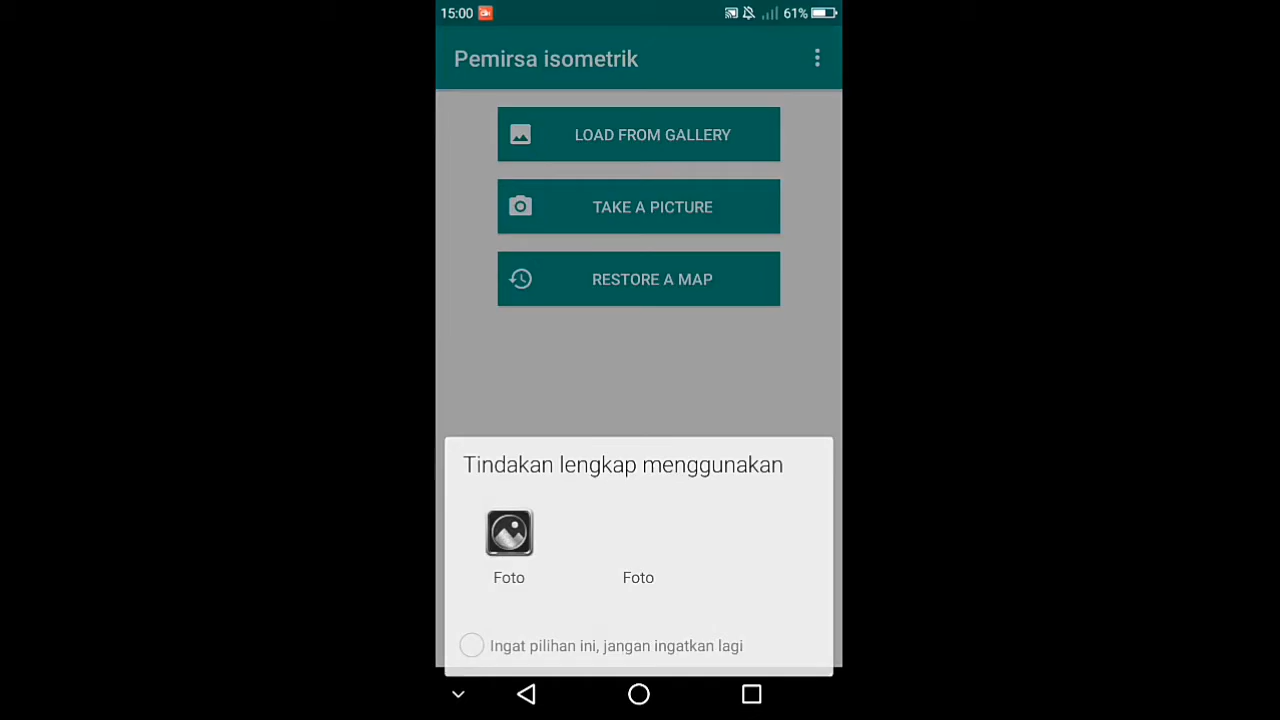 15:00
61%
Pemirsa isometrik
LOAD FROM GALLERY
TAKE A PICTURE
RESTORE A MAP
Tindakan lengkap menggunakan
Foto Foto
Ingat pilihan ini, jangan ingatkan lagi